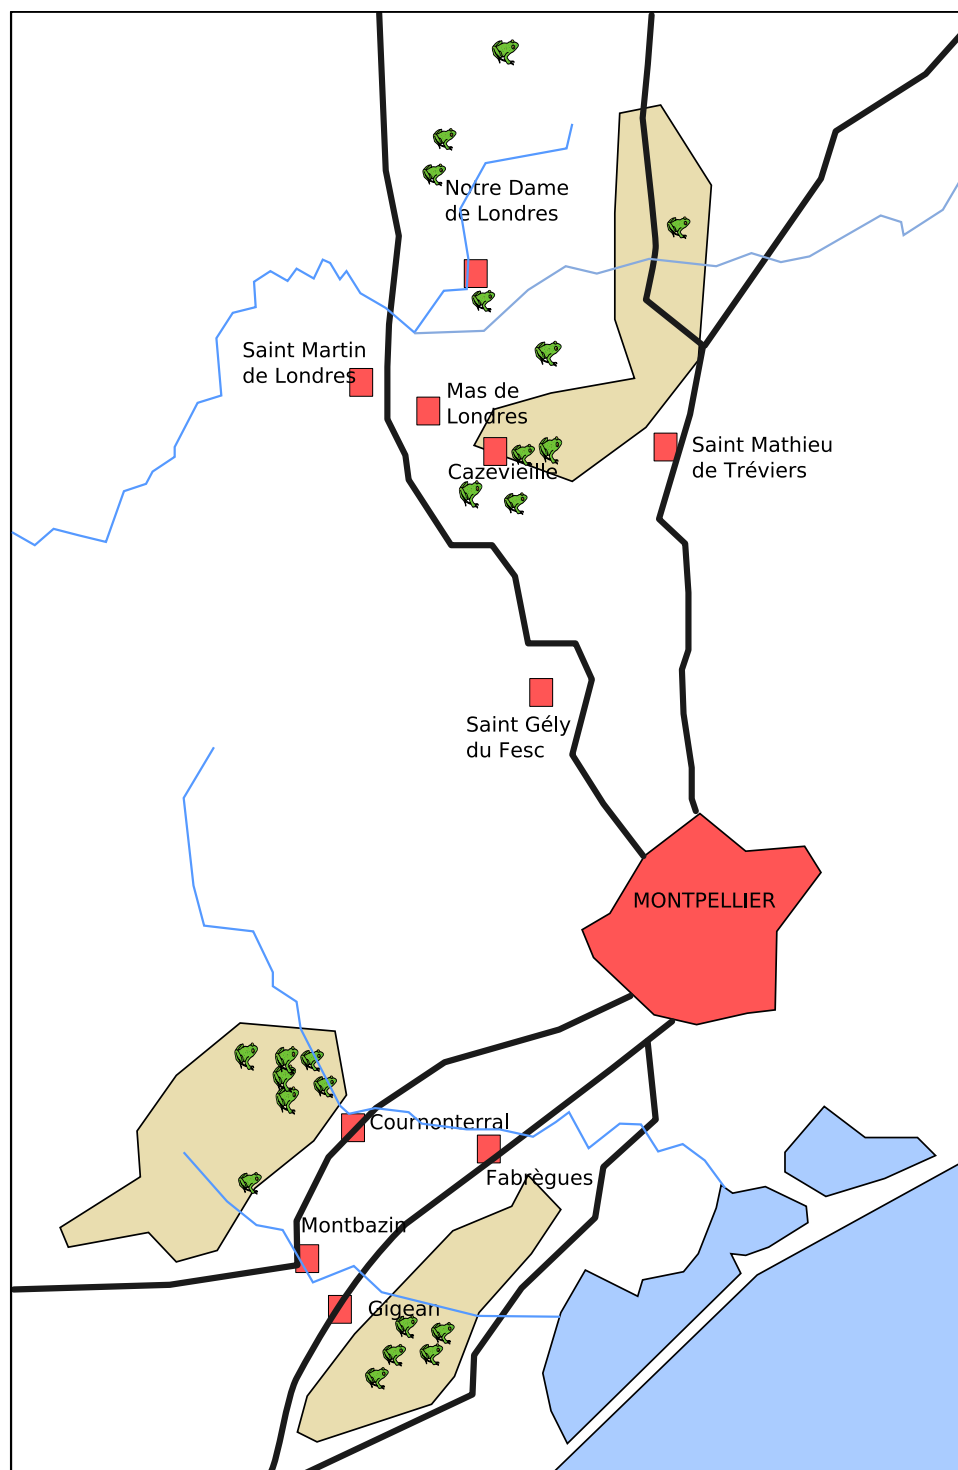 Notre Dame
de Londres
Saint Martin
de Londres
Mas de
Londres
Saint Mathieu
de Tréviers
Cazevieille
Saint Gély
du Fesc
MONTPELLIER
Cournonterral
Fabrègues
Montbazin
Gigean